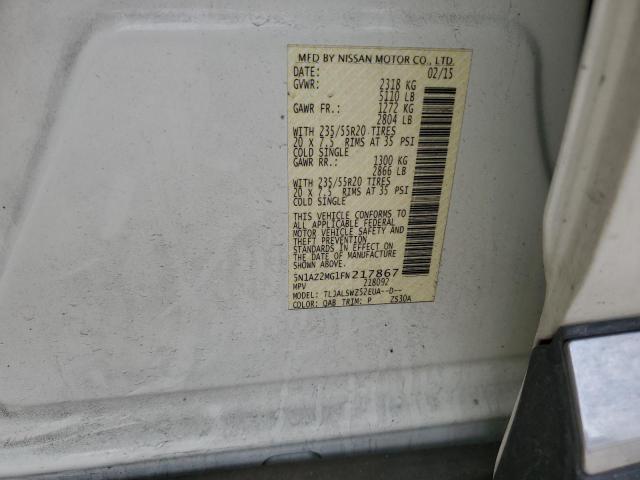 MFD BY NISSAN MOTOR CO., LTD.
DATE: 02/15
GVWR: 2318 KG
5110 LB
GAWR FR.: 1272 KG
2804 LB
WITH 235/55R20 TIRES
20 X 7.5 RIMS AT 35 PSI
COLD SINGLE
GAWR RR.: 1300 KG
2866 LB
WITH 235/55R20 TIRES
20 X 7.5 RIMS AT 35 PSI
COLD SINGLE
THIS VEHICLE CONFORMS TO
ALL APPLICABLE FEDERAL
MOTOR VEHICLE SAFETY AND
THEFT PREVENTION
STANDARDS IN EFFECT ON
THE DATE OF MANUFACTURE
SHOWN ABOVE.
5N1AZ2MG1FN217867
MPV 218092
MODEL: TLJALSWZ52EUA--D--
COLOR: QAB TRIM: P Z530A